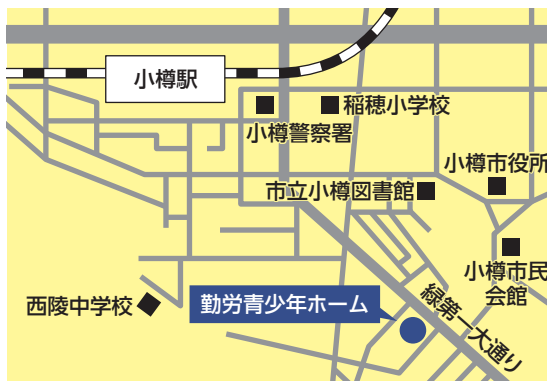 小樽駅
小樽警察署
稲穂小学校
市立小樽図書館
小樽市役所
小樽市民
会館
西陵中学校
勤労青少年ホーム
緑第一大通り